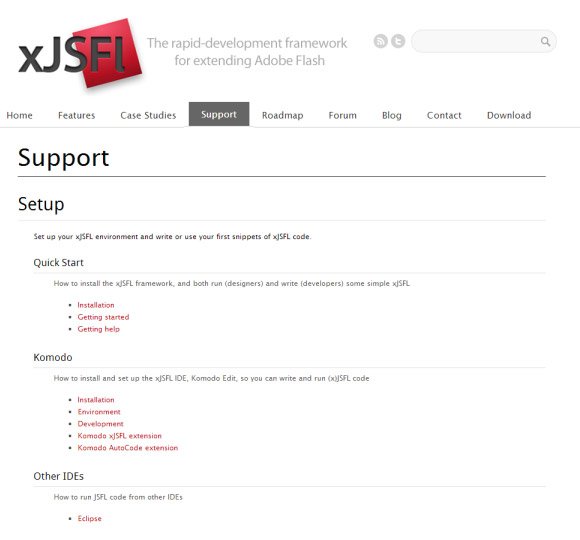 xJSFL
The rapid-development framework
for extending Adobe Flash
Home Features Case Studies Support Roadmap Forum Blog Contact Download
Support
Setup
Set up your xJSFL environment and write or use your first snippets of xJSFL code.
Quick Start
How to install the xJSFL framework, and both run (designers) and write (developers) some simple xJSFL
Installation
Getting started
Getting help
Komodo
How to install and set up the xJSFL IDE, Komodo Edit, so you can write and run (x)JSFL code
Installation
Environment
Development
Komodo xJSFL extension
Komodo AutoCode extension
Other IDEs
How to run JSFL code from other IDEs
Eclipse